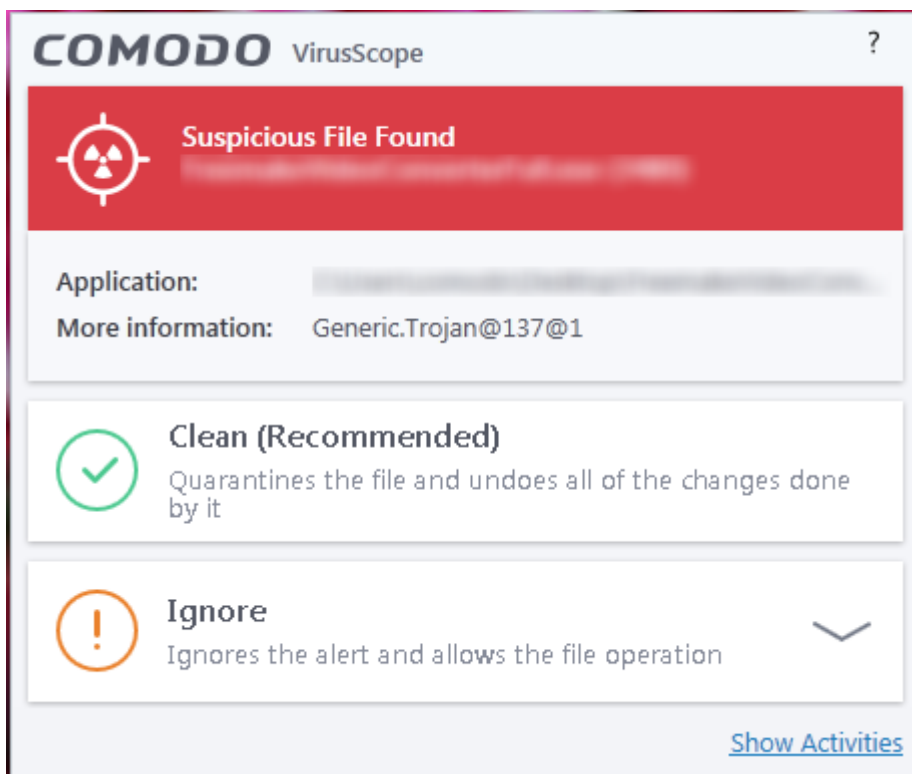 COMODO VirusScope ?
Suspicious File Found
Application:
More information: Generic.Trojan@137@1
Clean (Recommended)
Quarantines the file and undoes all of the changes done
by it
Ignore
Ignores the alert and allows the file operation
Show Activities